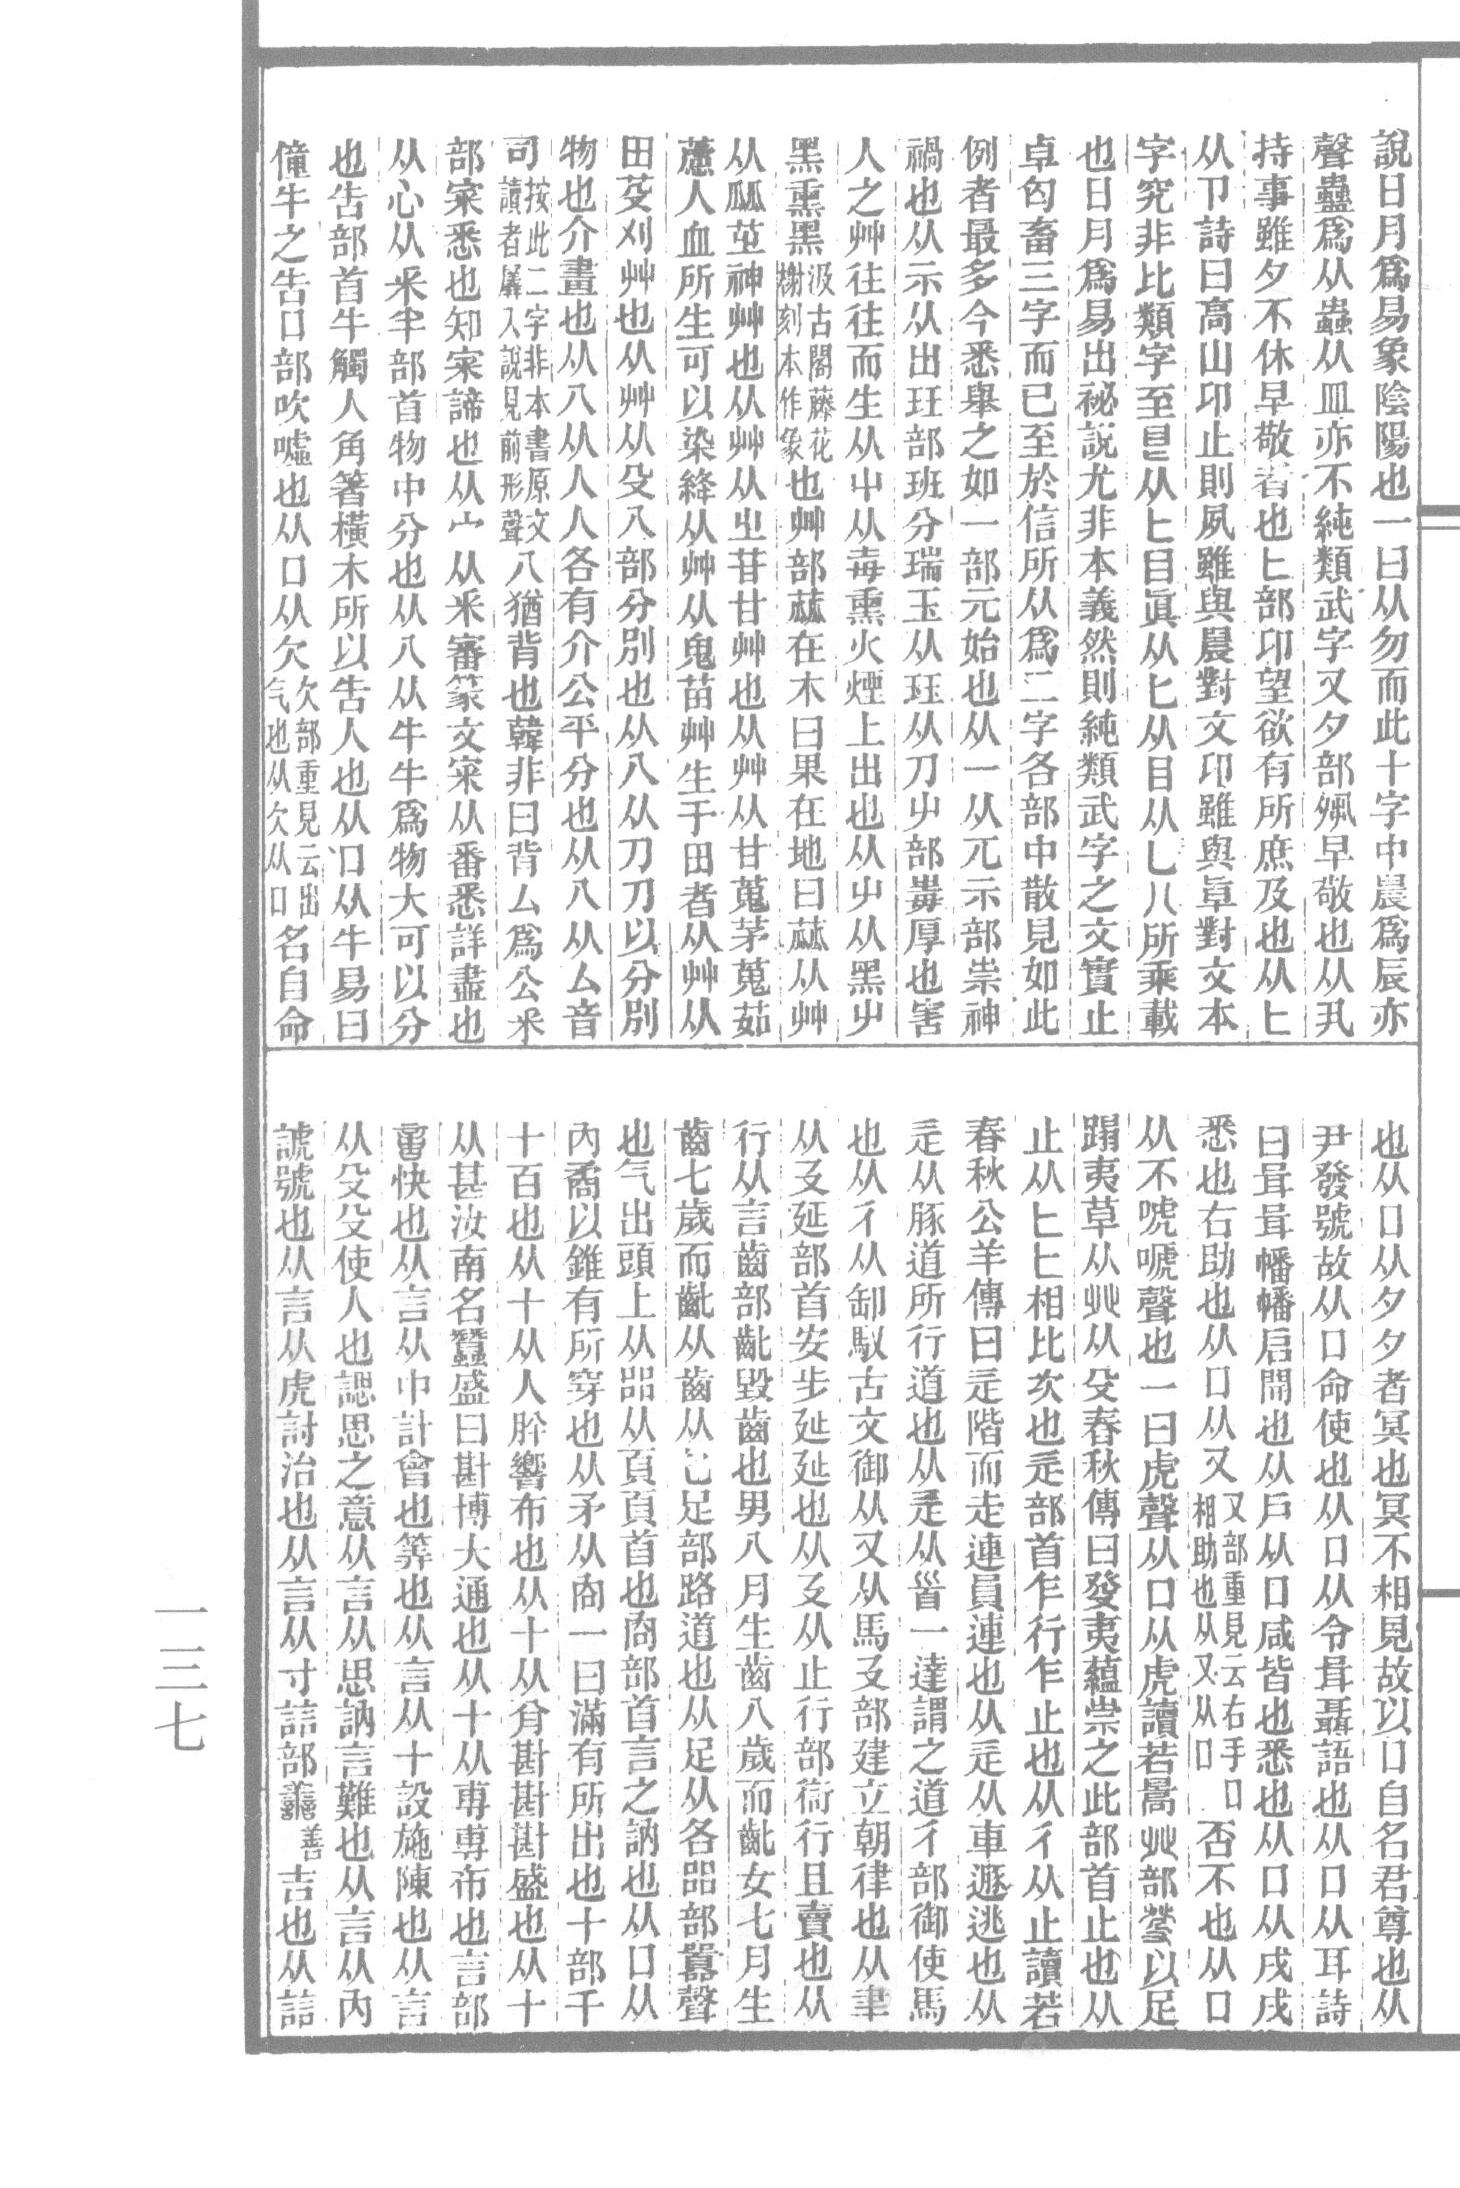 說日月爲易象陰陽也一曰从勿而此十字中晨爲辰亦
聲蠱爲从蟲从皿亦不純類武字又夕部𡖊早敬也从丮
持事雖夕不休早敬者也匕部卬望欲有所庶及也从匕
从卪詩曰高山卬止則夙雖與晨對文卬雖與𠤗對文本
字究非比類字至㫐从匕目眞从匕从目从乚八所乘載
也日月爲易出祕說尤非本義然則純類武字之文實止
卓匄畜三字而已至於信所从爲二字各部中散見如此
例者最多今悉舉之如一部元始也从一从兀示部祟神
禍也从示从出玨部班分瑞玉从玨从刀屮部毒厚也害
人之艸往往而生从屮从毒熏火煙上出也从屮从黑屮
黑熏黑汲古閣藤花榭刻本作象也艸部蓏在木曰果在地曰蓏从艸
从㼌芝神艸也从艸从㞢苷甘艸也从艸从甘蒐茅蒐茹
藘人血所生可以染絳从艸从鬼苗艸生于田者从艸从
田芟刈艸也从艸从殳八部分別也从八从刀刀以分別
物也介畫也从八从人人各有介公平分也从八从厶音
司按此二字非本書原文讀者羼入說見前形聲八猶背也韓非曰背厶爲公釆
部宷悉也知宷諦也从宀从釆審篆文宷从番悉詳盡也
从心从釆半部首物中分也从八从牛牛爲物大可以分
也告部首牛觸人角箸橫木所以告人也从口从牛易曰
僮牛之告口部吹噓也从口从欠欠部重見云出气也从欠从口名自命
也从口从夕夕者冥也冥不相見故以口自名君尊也从
尹發號故从口命使也从口从令咠聶語也从口从耳詩
曰咠咠幡幡启開也从戶从口咸皆也悉也从口从戌戌
悉也右助也从口从又又部重見云右手口相助也从又从口否不也从口
从不唬嗁聲也一曰虎聲从口从虎讀若暠艸部癹以足
蹋夷草从癶从殳春秋傳曰發夷蘊崇之此部首止也从
止从匕匕相比次也辵部首乍行乍止也从彳从止讀若
春秋公羊傳曰辵階而走連員連也从辵从車遯逃也从
辵从豚道所行道也从辵从𩠐一達謂之道彳部御使馬
也从彳从卸馭古文御从又从馬廴部建立朝律也从聿
从廴延部首安步延延也从廴从止行部衒行且賣也从
行从言齒部齔毀齒也男八月生齒八歲而齔女七月生
齒七歲而齔从齒从匕足部路道也从足从各㗊部囂聲
也气出頭上从㗊从頁頁首也㕯部首言之訥也从口从
內矞以錐有所穿也从矛从㕯一曰滿有所出也十部千
十百也从十从人肸響布也从十从㑞斟斟盛也从十
从甚汝南名蠶盛曰斟博大通也从十从尃尃布也言部
𧨳快也从言从中計會也筭也从言从十設施陳也从言
从殳殳使人也諰思之意从言从思訥言難也从言从內
諕號也从言从虎討治也从言从寸誩部譱善吉也从誩
一三七